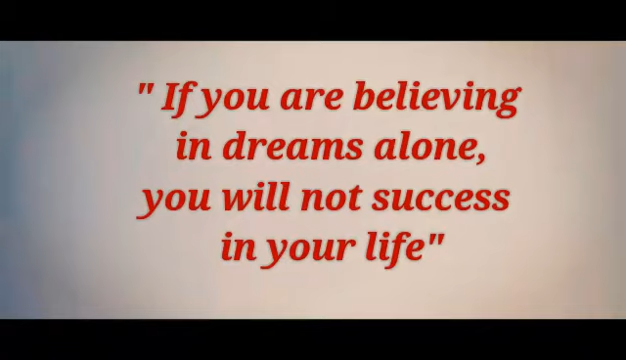 " If you are believing
in dreams alone,
you will not success
in your life"